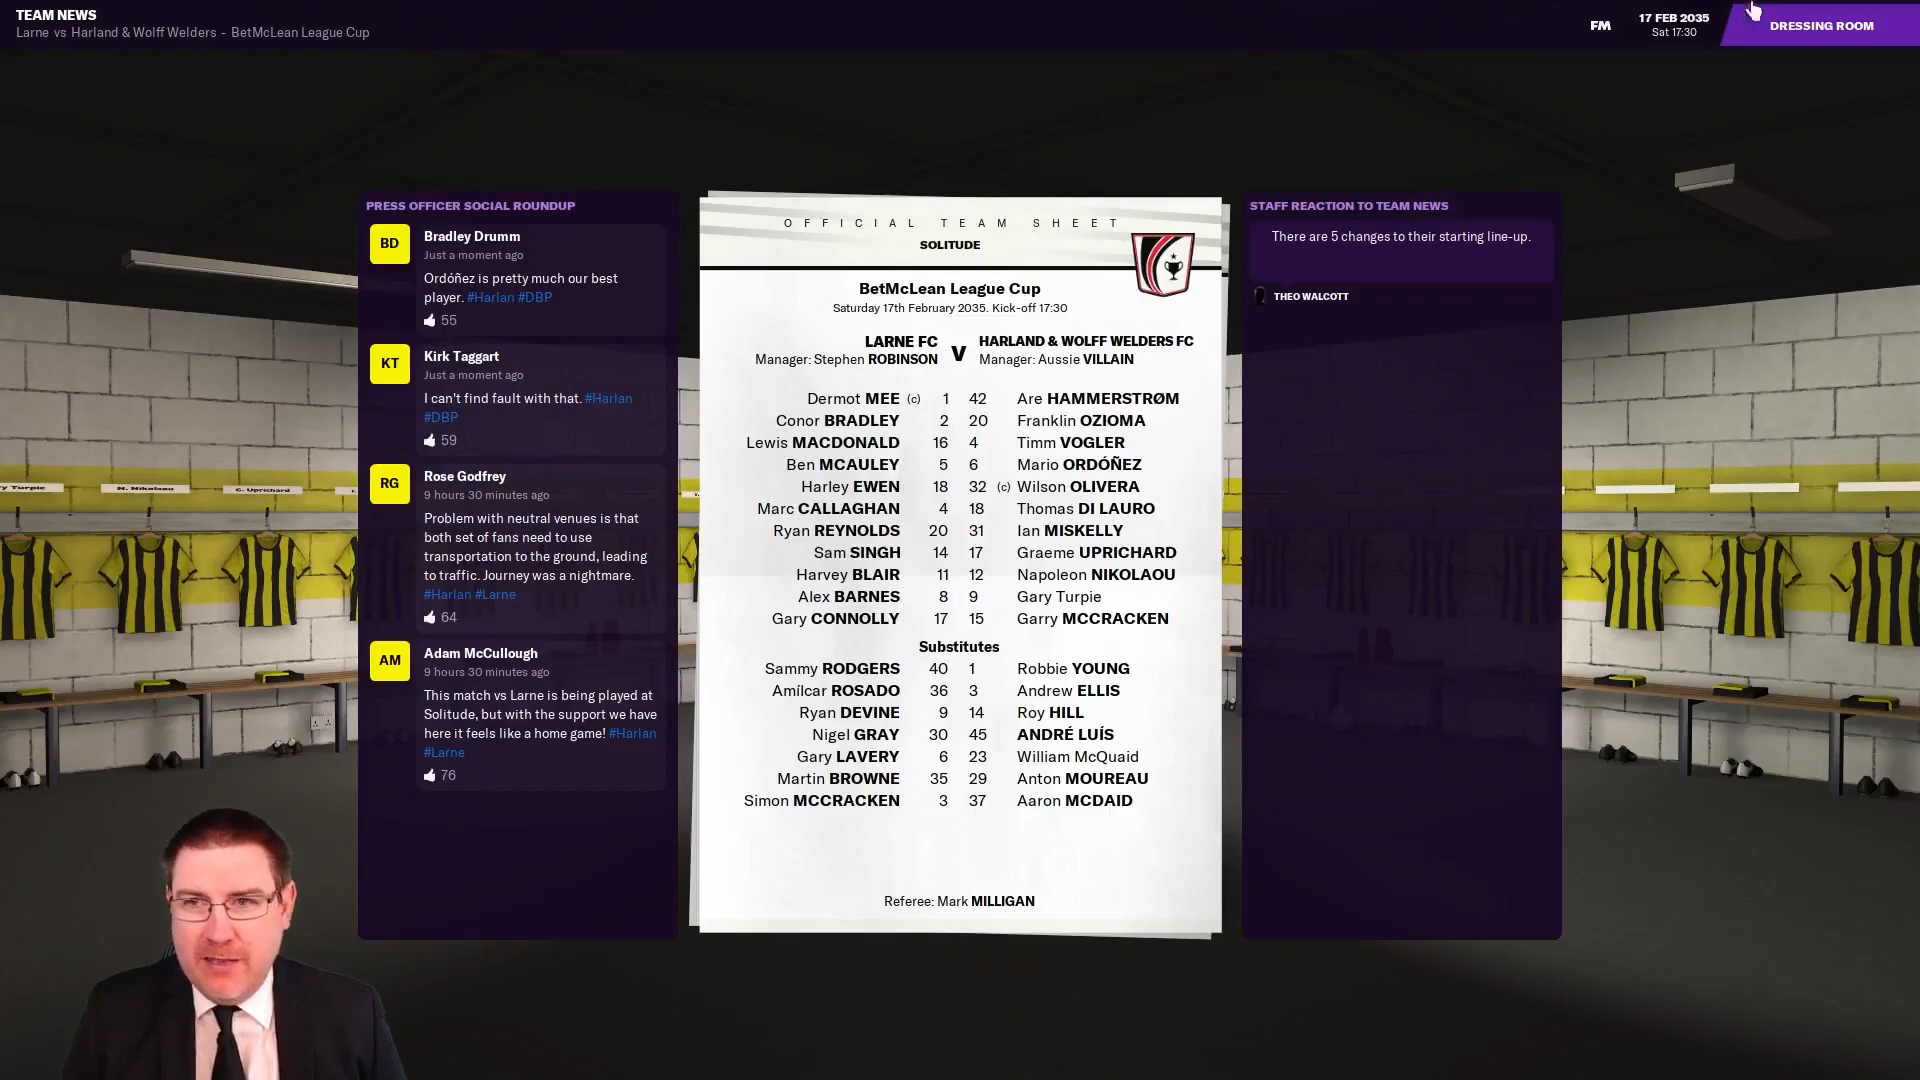 TEAM NEWS
Larne vs Harland & Wolff Welders - BetMcLean League Cup
FM
17 FEB 2035
Sat 17:30
DRESSING ROOM
PRESS OFFICER SOCIAL ROUNDUP
BD
Bradley Drumm
Just a moment ago
Ordóñez is pretty much our best
player. #Harlan #DBP
55
KT
Kirk Taggart
Just a moment ago
I can't find fault with that. #Harlan
#DBP
59
RG
Rose Godfrey
9 hours 30 minutes ago
Problem with neutral venues is that
both set of fans need to use
transportation to the ground, leading
to traffic. Journey was a nightmare.
#Harlan #Larne
64
AM
Adam McCullough
9 hours 30 minutes ago
This match vs Larne is being played at
Solitude, but with the support we have
here it feels like a home game! #Harlan
#Larne
76
OFFICIAL TEAM SHEET
SOLITUDE
BetMcLean League Cup
Saturday 17th February 2035. Kick-off 17:30
LARNE FC V HARLAND & WOLFF WELDERS FC
Manager: Stephen ROBINSON Manager: Aussie VILLAIN
Dermot MEE (c) 1 42 Are HAMMERSTRØM
Conor BRADLEY 2 20 Franklin OZIOMA
Lewis MACDONALD 16 4 Timm VOGLER
Ben MCAULEY 5 6 Mario ORDÓÑEZ
Harley EWEN 18 32 (c) Wilson OLIVERA
Marc CALLAGHAN 4 18 Thomas DI LAURO
Ryan REYNOLDS 20 31 Ian MISKELLY
Sam SINGH 14 17 Graeme UPRICHARD
Harvey BLAIR 11 12 Napoleon NIKOLAOU
Alex BARNES 8 9 Gary Turpie
Gary CONNOLLY 17 15 Garry MCCRACKEN
Substitutes
Sammy RODGERS 40 1 Robbie YOUNG
Amílcar ROSADO 36 3 Andrew ELLIS
Ryan DEVINE 9 14 Roy HILL
Nigel GRAY 30 45 ANDRÉ LUÍS
Gary LAVERY 6 23 William McQuaid
Martin BROWNE 35 29 Anton MOUREAU
Simon MCCRACKEN 3 37 Aaron MCDAID
Referee: Mark MILLIGAN
STAFF REACTION TO TEAM NEWS
There are 5 changes to their starting line-up.
THEO WALCOTT
N. Nikolaou
G. Uprichard